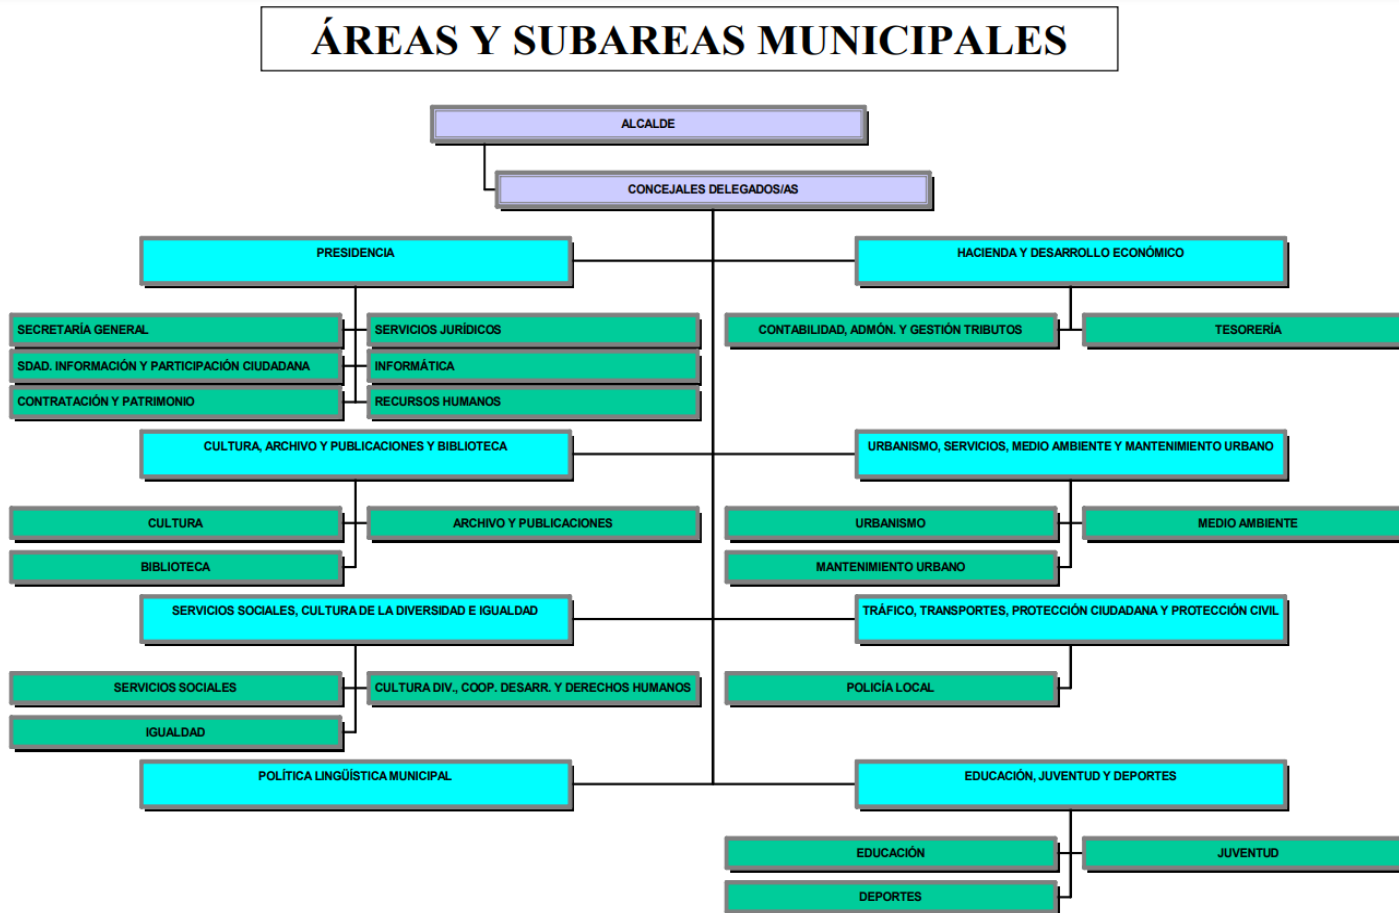 ÁREAS Y SUBAREAS MUNICIPALES
ALCALDE
CONCEJALES DELEGADOS/AS
PRESIDENCIA
HACIENDA Y DESARROLLO ECONÓMICO
SECRETARÍA GENERAL
SERVICIOS JURÍDICOS
CONTABILIDAD, ADMÓN. Y GESTIÓN TRIBUTOS
TESORERÍA
SDAD. INFORMACIÓN Y PARTICIPACIÓN CIUDADANA
INFORMÁTICA
CONTRATACIÓN Y PATRIMONIO
RECURSOS HUMANOS
CULTURA, ARCHIVO Y PUBLICACIONES Y BIBLIOTECA
URBANISMO, SERVICIOS, MEDIO AMBIENTE Y MANTENIMIENTO URBANO
CULTURA
ARCHIVO Y PUBLICACIONES
URBANISMO
MEDIO AMBIENTE
BIBLIOTECA
MANTENIMIENTO URBANO
SERVICIOS SOCIALES, CULTURA DE LA DIVERSIDAD E IGUALDAD
TRÁFICO, TRANSPORTES, PROTECCIÓN CIUDADANA Y PROTECCIÓN CIVIL
SERVICIOS SOCIALES
CULTURA DIV., COOP. DESARR. Y DERECHOS HUMANOS
POLICÍA LOCAL
IGUALDAD
POLÍTICA LINGÜÍSTICA MUNICIPAL
EDUCACIÓN, JUVENTUD Y DEPORTES
EDUCACIÓN
JUVENTUD
DEPORTES